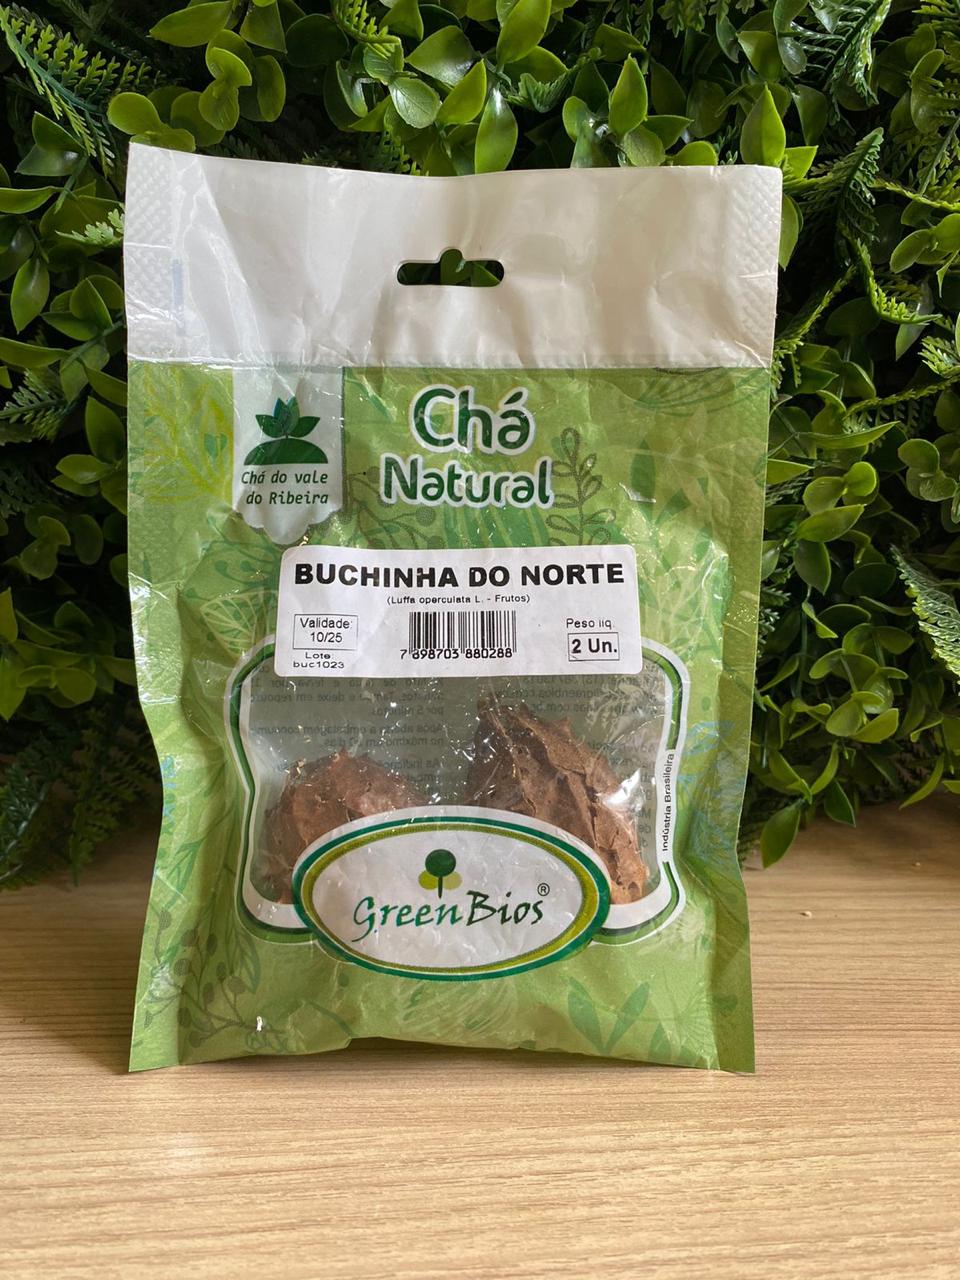 Chá
Natural
Chá do vale
do Ribeira
BUCHINHA DO NORTE
(Luffa operculata L. - Frutos)
Validade:
10/25
Lote:
buc1023
7 898703 880288
Peso liq.
2 Un.
Indústria Brasileira
GreenBios®